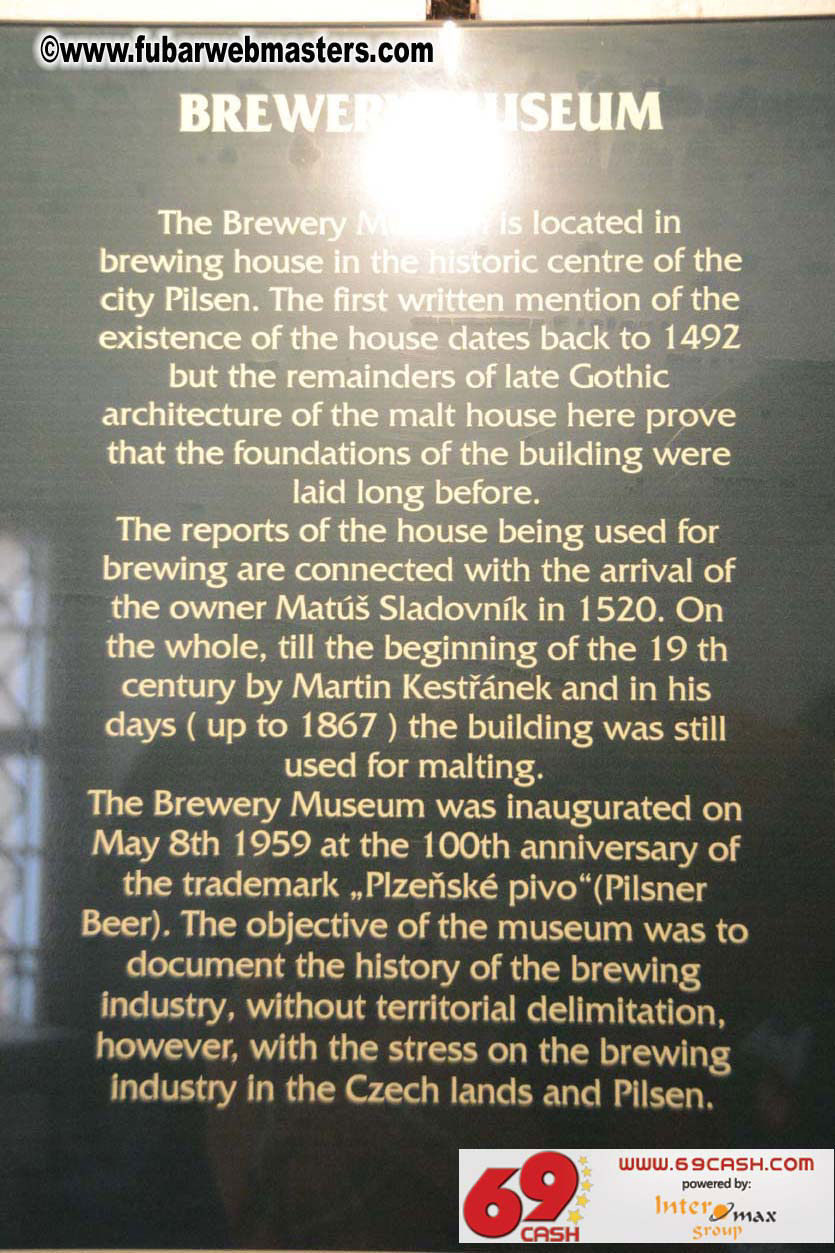 ©www.fubarwebmasters.com
BREWERY MUSEUM
The Brewery Museum is located in
brewing house in the historic centre of the
city Pilsen. The first written mention of the
existence of the house dates back to 1492
but the remainders of late Gothic
architecture of the malt house here prove
that the foundations of the building were
laid long before.
The reports of the house being used for
brewing are connected with the arrival of
the owner Matúš Sladovník in 1520. On
the whole, till the beginning of the 19 th
century by Martin Kestřánek and in his
days ( up to 1867 ) the building was still
used for malting.
The Brewery Museum was inaugurated on
May 8th 1959 at the 100th anniversary of
the trademark „Plzeňské pivo“(Pilsner
Beer). The objective of the museum was to
document the history of the brewing
industry, without territorial delimitation,
however, with the stress on the brewing
industry in the Czech lands and Pilsen.
69 CASH
WWW.69CASH.COM
powered by:
Inter max
group